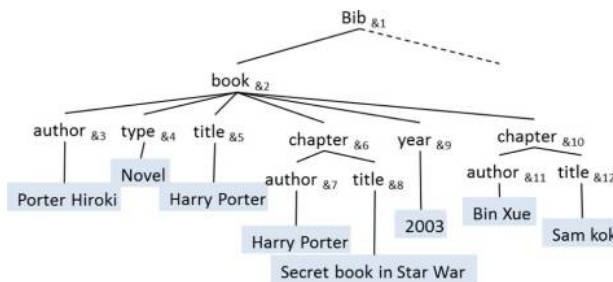 Bib &1
book &2
author &3 type &4 title &5 chapter &6 year &9 chapter &10
author &7 title &8 author &11 title &12
Novel
Porter Hiroki Harry Porter
2003 Bin Xue
Harry Porter Sam kok
Secret book in Star War